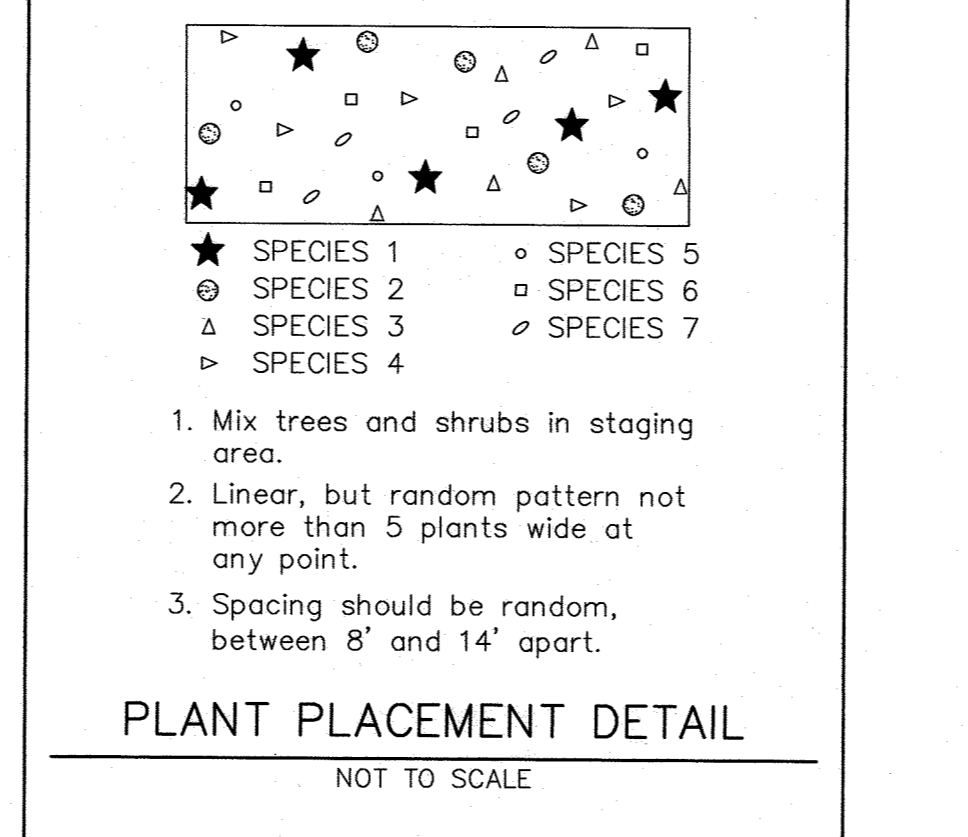 SPECIES 1
SPECIES 2
SPECIES 3
SPECIES 4
SPECIES 5
SPECIES 6
SPECIES 7
1. Mix trees and shrubs in staging
area.
2. Linear, but random pattern not
more than 5 plants wide at
any point.
3. Spacing should be random,
between 8' and 14' apart.
PLANT PLACEMENT DETAIL
NOT TO SCALE